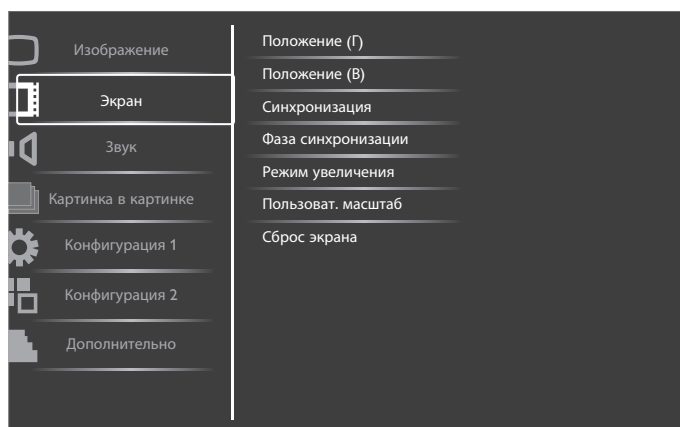 Изображение
Экран
Звук
Картинка в картинке
Конфигурация 1
Конфигурация 2
Дополнительно
Положение (Г)
Положение (В)
Синхронизация
Фаза синхронизации
Режим увеличения
Пользоват. масштаб
Сброс экрана